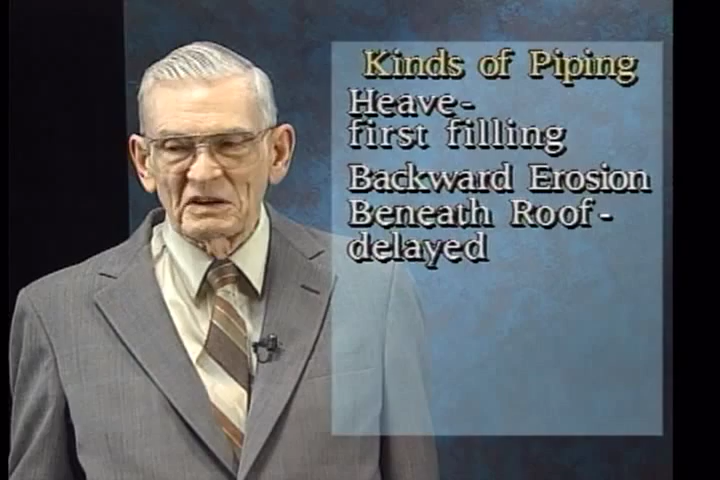 Kinds of Piping
Heave-
first filling
Backward Erosion
Beneath Roof-
delayed